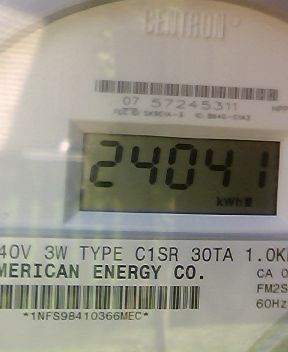 CENTRON
07 57245311
24041
kWh
40V 3W TYPE C1SR 30TA 1.0K
MERICAN ENERGY CO.
CA 0
FM2S
60Hz
*1NFS98410366MEC*